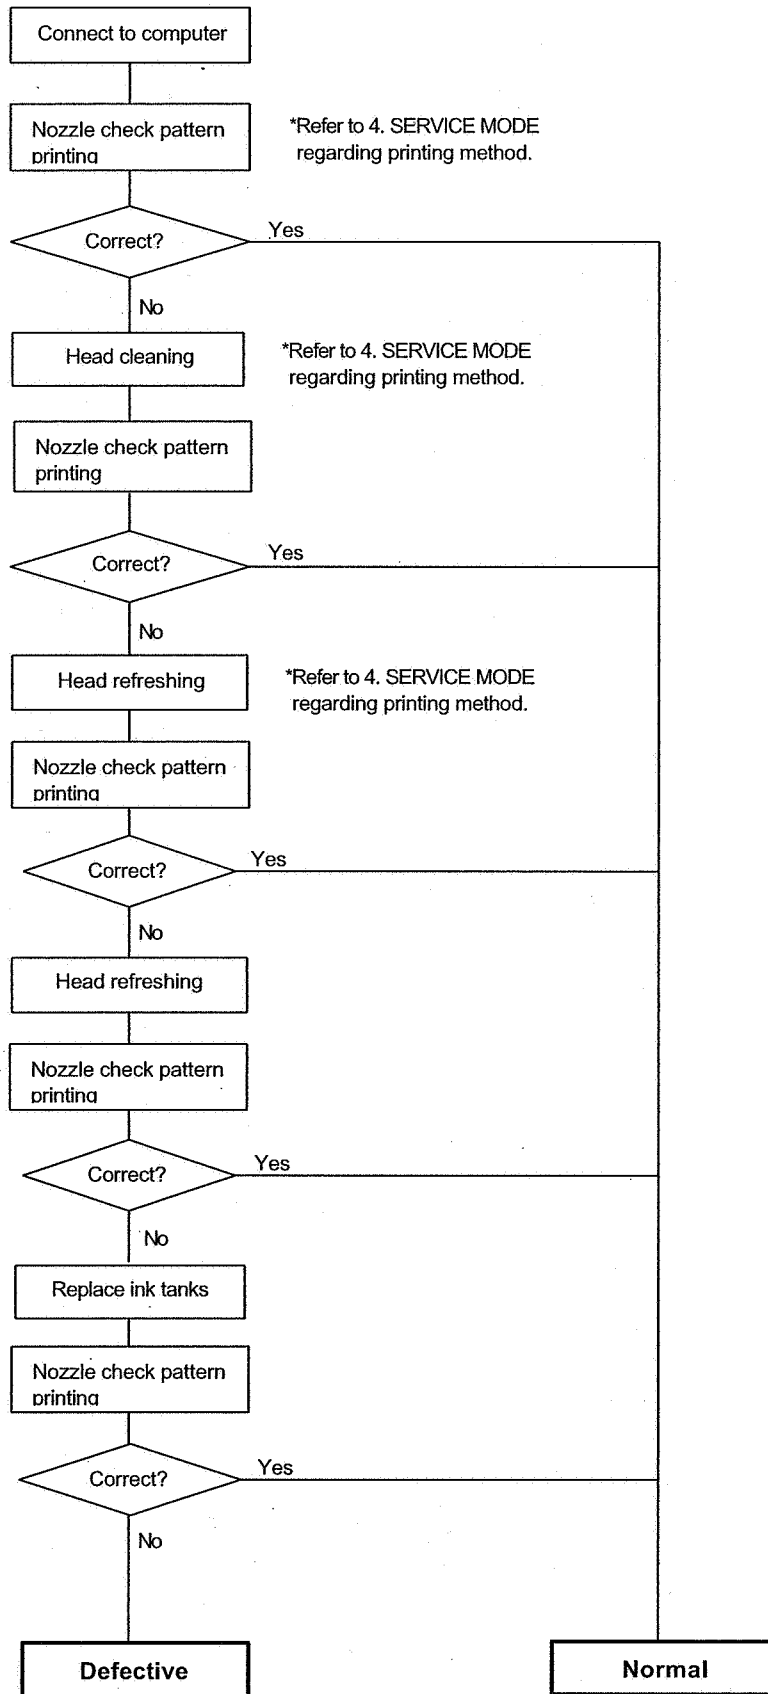 Connect to computer
Nozzle check pattern
printing
*Refer to 4. SERVICE MODE
regarding printing method.
Correct?
Yes
No
Head cleaning
*Refer to 4. SERVICE MODE
regarding printing method.
Nozzle check pattern
printing
Correct?
Yes
No
Head refreshing
*Refer to 4. SERVICE MODE
regarding printing method.
Nozzle check pattern
printing
Correct?
Yes
No
Head refreshing
Nozzle check pattern
printing
Correct?
Yes
No
Replace ink tanks
Nozzle check pattern
printing
Correct?
Yes
No
Defective
Normal